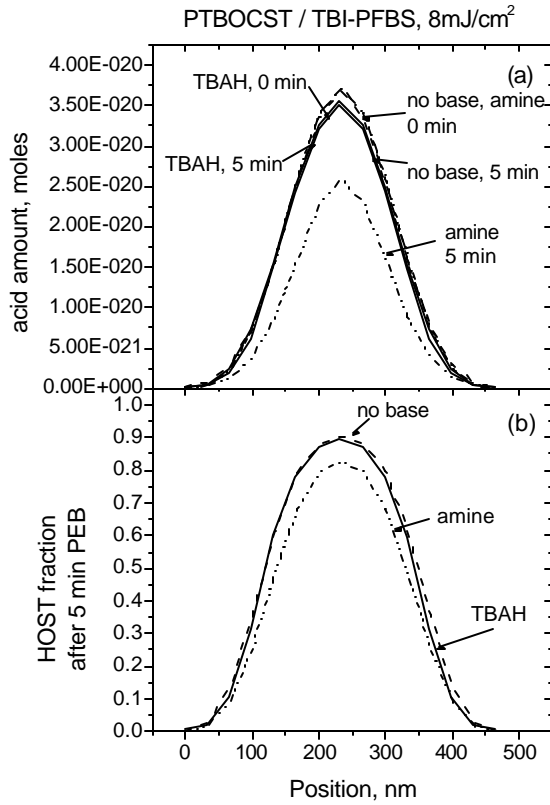 PTBOCST / TBI-PFBS, 8mJ/cm²
(a)
TBAH, 0 min
no base, amine
0 min
TBAH, 5 min
no base, 5 min
amine
5 min
acid amount, moles
4.00E-020
3.50E-020
3.00E-020
2.50E-020
2.00E-020
1.50E-020
1.00E-020
5.00E-021
0.00E+000
(b)
no base
amine
TBAH
HOST fraction
after 5 min PEB
1.0
0.9
0.8
0.7
0.6
0.5
0.4
0.3
0.2
0.1
0.0
0 100 200 300 400 500
Position, nm